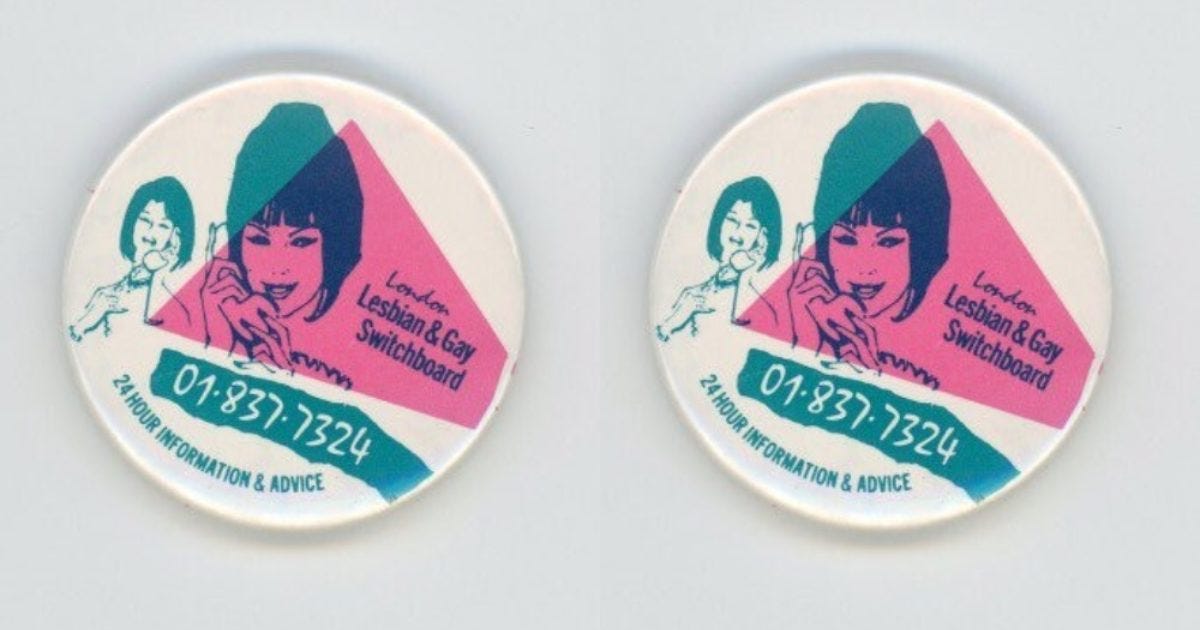 London
Lesbian & Gay
Switchboard
01·837·7324
24 HOUR INFORMATION & ADVICE
London
Lesbian & Gay
Switchboard
01·837·7324
24 HOUR INFORMATION & ADVICE